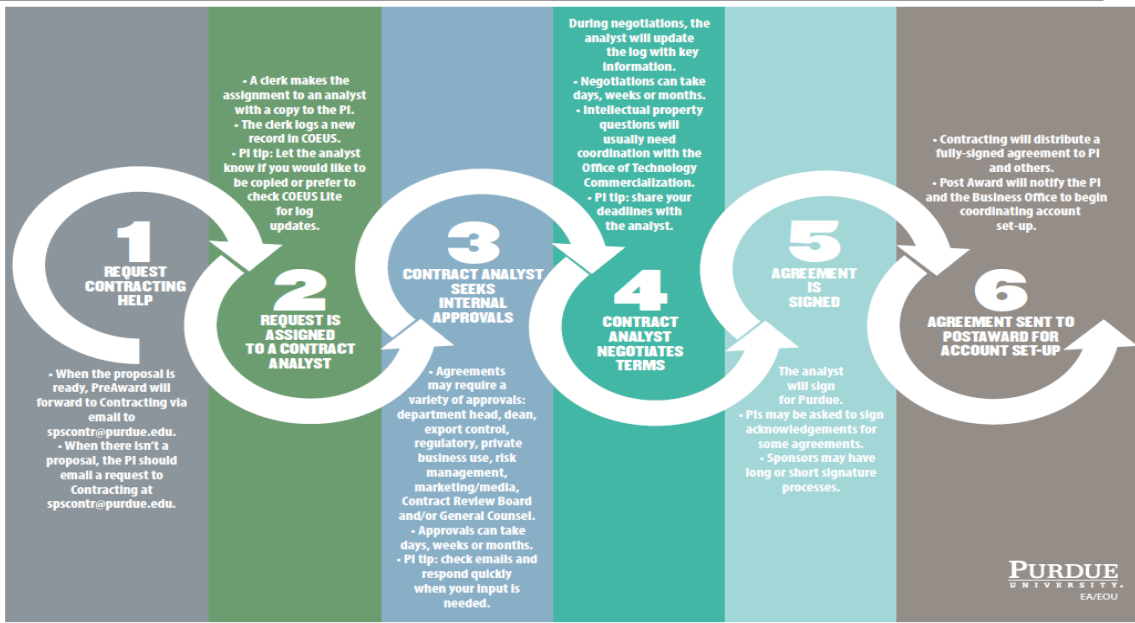 1
REQUEST
CONTRACTING
HELP
• When the proposal is
ready, PreAward will
forward to Contracting via
email to
spscontr@purdue.edu.
• When there isn't a
proposal, the PI should
email a request to
Contracting at
spscontr@purdue.edu.
• A clerk makes the
assignment to an analyst
with a copy to the PI.
• The clerk logs a new
record in COEUS.
• PI tip: Let the analyst
know if you would like to
be copied or prefer to
check COEUS Lite
for log
updates.
2
REQUEST IS
ASSIGNED
TO A CONTRACT
ANALYST
3
CONTRACT ANALYST
SEEKS
INTERNAL
APPROVALS
• Agreements
may require a
variety of approvals:
department head, dean,
export control,
regulatory, private
business use, risk
management,
marketing/media,
Contract Review Board
and/or General Counsel.
• Approvals can take
days, weeks or months.
• PI tip: check emails and
respond quickly
when your input is
needed.
During negotiations, the
analyst will update
the log with key
information.
• Negotiations can take
days, weeks or months.
• Intellectual property
questions will
usually need
coordination with the
Office of Technology
Commercialization.
• PI tip: share your
deadlines with
the analyst.
4
CONTRACT
ANALYST
NEGOTIATES
TERMS
5
AGREEMENT
IS
SIGNED
The analyst
will sign
for Purdue.
• PIs may be asked to sign
acknowledgements for
some agreements.
• Sponsors may have
long or short signature
processes.
• Contracting will distribute a
fully-signed agreement to PI
and others.
• Post Award will notify the PI
and the Business Office to begin
coordinating account
set-up.
6
AGREEMENT SENT TO
POSTAWARD FOR
ACCOUNT SET-UP
PURDUE
UNIVERSITY.
EA/EOU